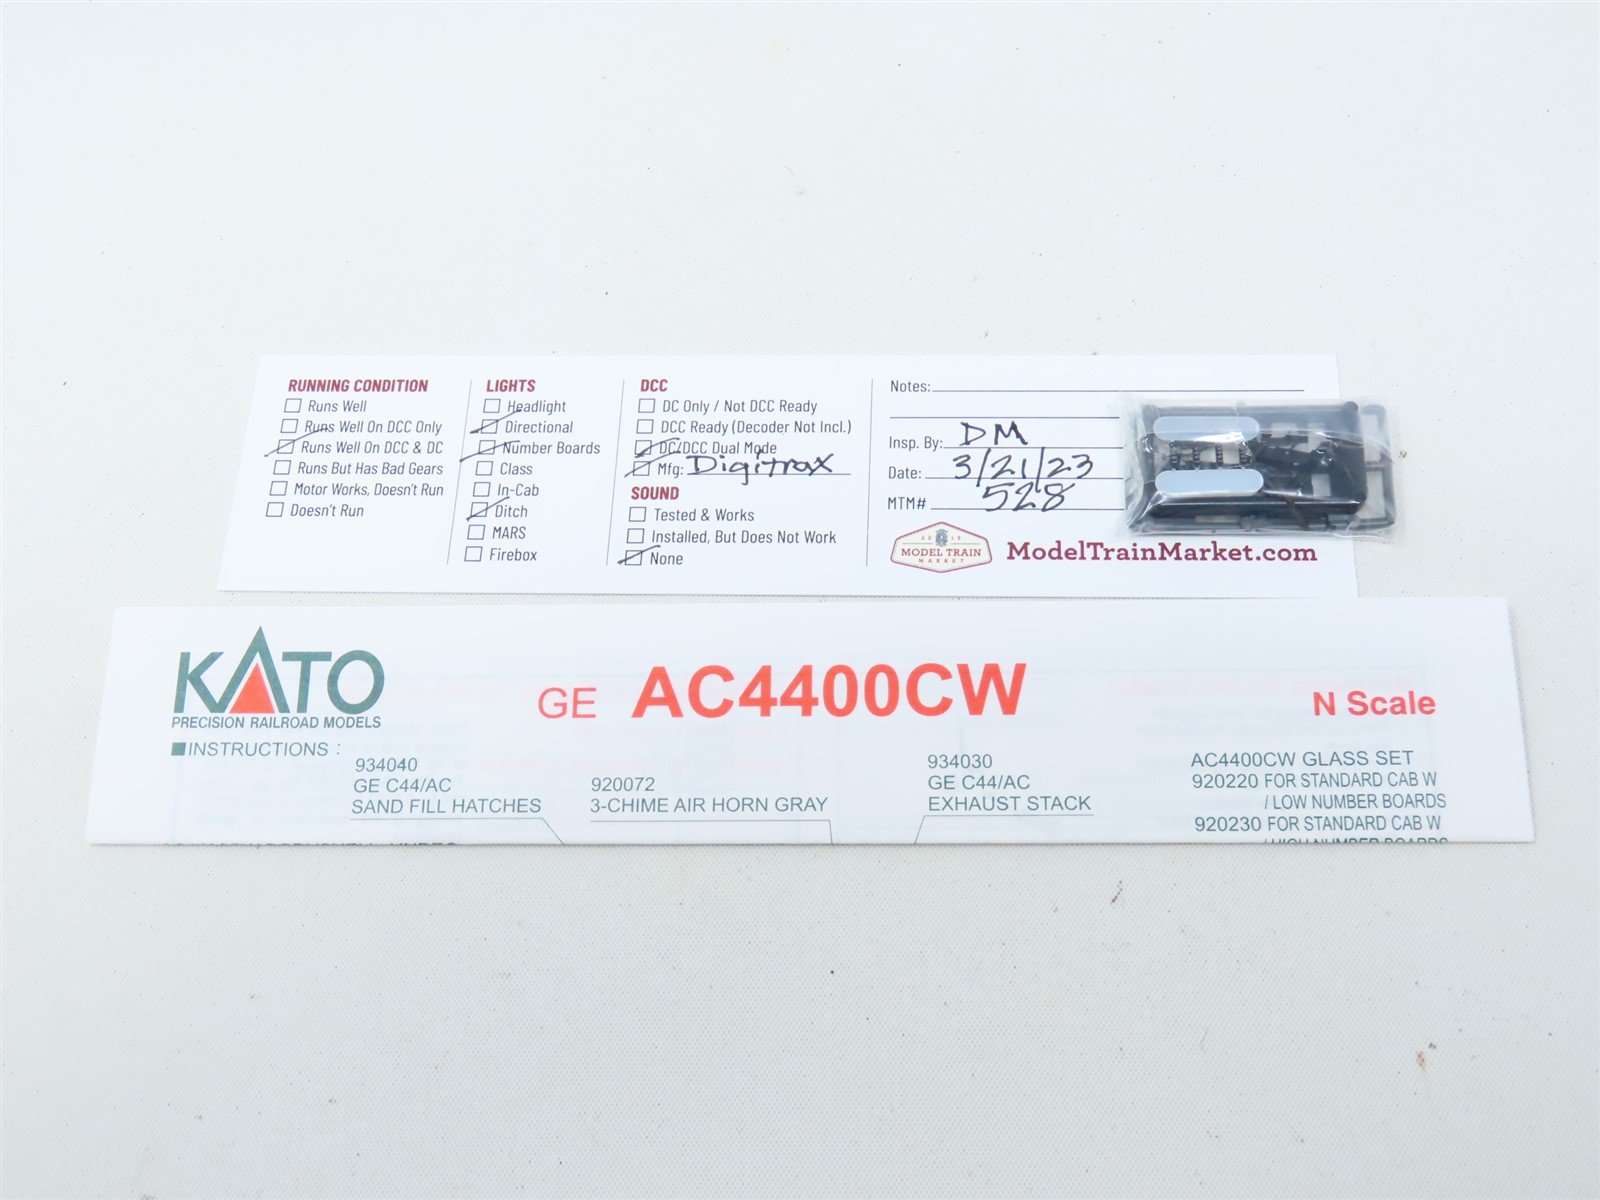 RUNNING CONDITION
Runs Well
Runs Well On DCC Only
Runs Well On DCC & DC
Runs But Has Bad Gears
Motor Works, Doesn't Run
Doesn't Run
LIGHTS
Headlight
Directional
Number Boards
Class
In-Cab
Ditch
MARS
Firebox
DCC
DC Only / Not DCC Ready
DCC Ready (Decoder Not Incl.)
DC/DCC Dual Mode
Mfg: Digitrax
SOUND
Tested & Works
Installed, But Does Not Work
None
Notes:
Insp. By: DM
Date: 3/21/23
MTM# 528
2015
MODEL TRAIN
MARKET
ModelTrainMarket.com
KATO
PRECISION RAILROAD MODELS
GE AC4400CW
N Scale
INSTRUCTIONS :
934040
GE C44/AC
SAND FILL HATCHES
920072
3-CHIME AIR HORN GRAY
934030
GE C44/AC
EXHAUST STACK
AC4400CW GLASS SET
920220 FOR STANDARD CAB W
/ LOW NUMBER BOARDS
920230 FOR STANDARD CAB W
/ HIGH NUMBER BOARDS